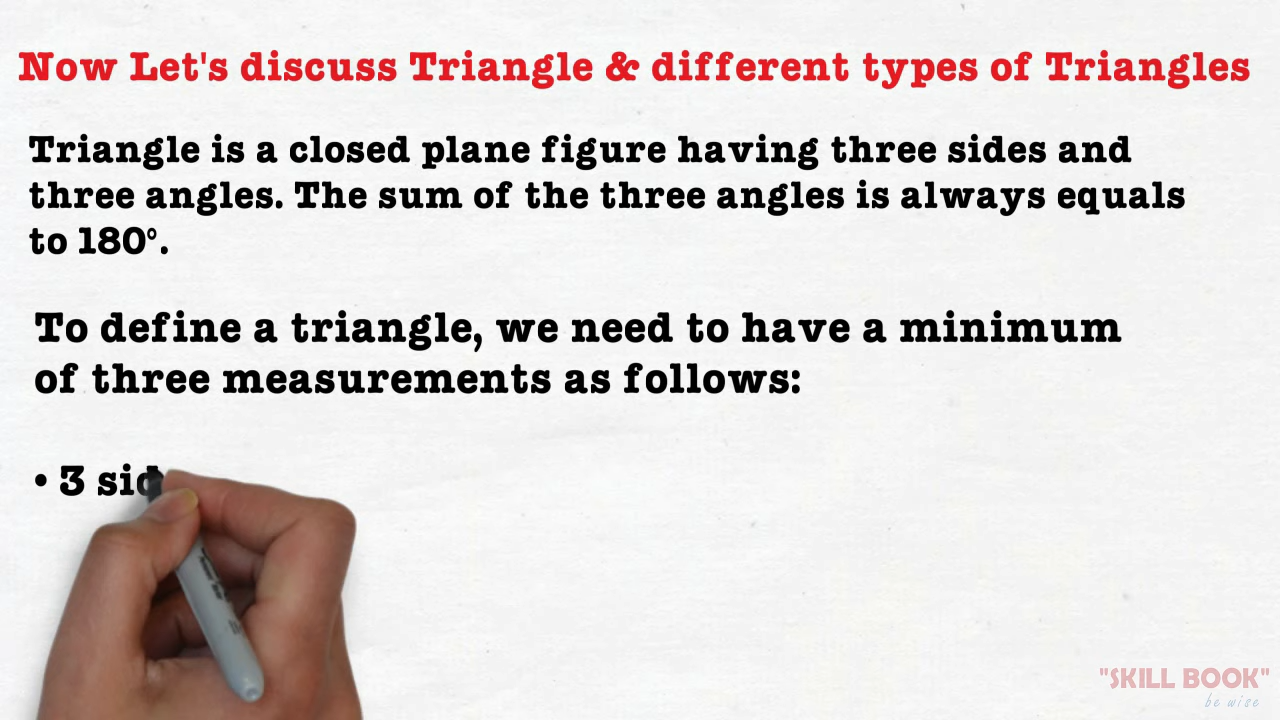 Now Let's discuss Triangle & different types of Triangles
Triangle is a closed plane figure having three sides and
three angles. The sum of the three angles is always equals
to 180°.
To define a triangle, we need to have a minimum
of three measurements as follows:
• 3 sid
"SKILL BOOK"
be wise